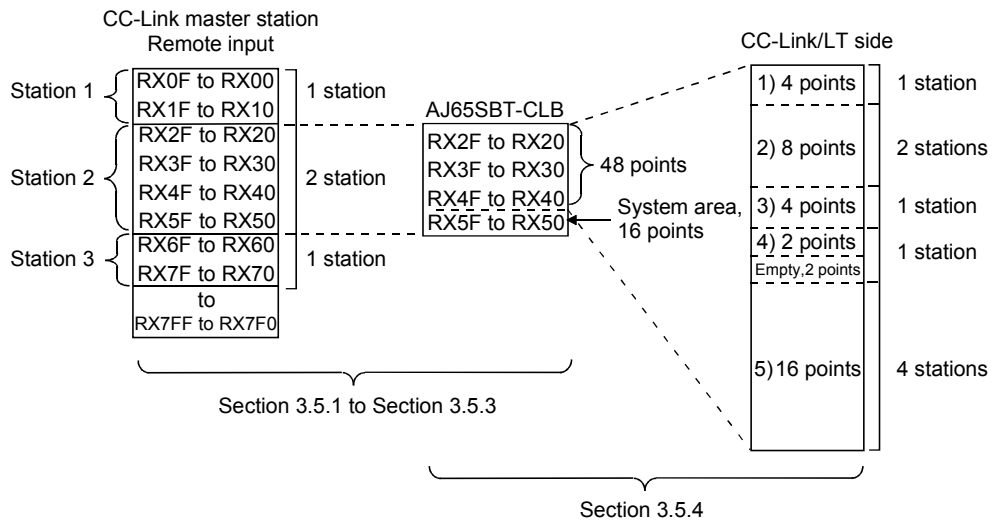 CC-Link master station
Remote input
Station 1
RX0F to RX00
RX1F to RX10
1 station
Station 2
RX2F to RX20
RX3F to RX30
RX4F to RX40
RX5F to RX50
2 station
Station 3
RX6F to RX60
RX7F to RX70
1 station
to
RX7FF to RX7F0
AJ65SBT-CLB
RX2F to RX20
RX3F to RX30
RX4F to RX40
RX5F to RX50
48 points
System area,
16 points
CC-Link/LT side
1) 4 points
1 station
2) 8 points
2 stations
3) 4 points
1 station
4) 2 points
Empty,2 points
1 station
5) 16 points
4 stations
Section 3.5.1 to Section 3.5.3
Section 3.5.4